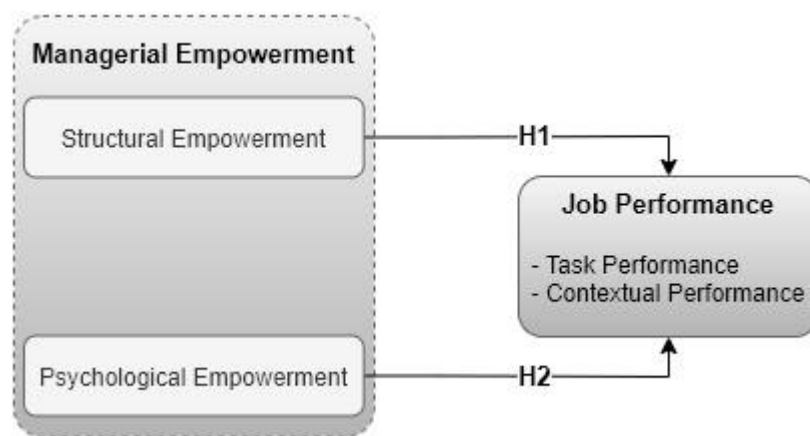 Managerial Empowerment
Structural Empowerment
H1
Job Performance
- Task Performance
- Contextual Performance
Psychological Empowerment
H2